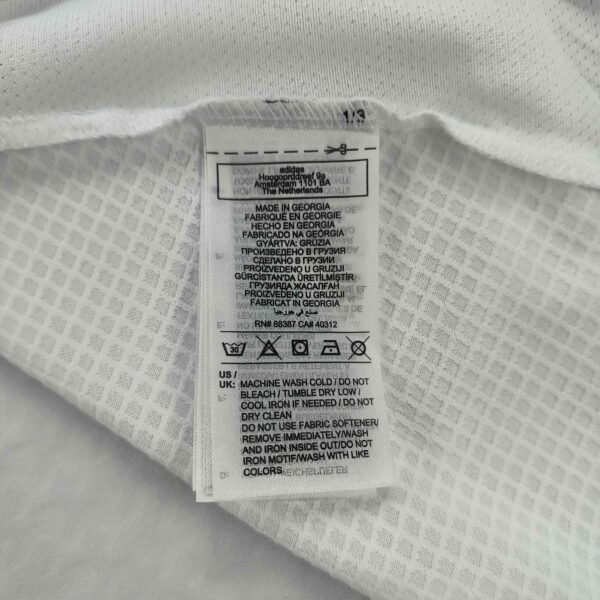 1/3
adidas
Hoogoorddreef 9a
Amsterdam 1101 BA
The Netherlands
MADE IN GEORGIA
FABRIQUÉ EN GEORGIE
HECHO EN GEORGIA
FABRICADO NA GEÓRGIA
GYÁRTVA: GRÚZIA
ПРОИЗВЕДЕНО В ГРУЗИЯ
СДЕЛАНО В ГРУЗИИ
PROIZVEDENO U GRUZIJI
GÜRCİSTAN'DA ÜRETİLMİŞTİR
ГРУЗИЯДА ЖАСАЛҒАН
PROIZVEDENO U GRUZIJI
FABRICAT IN GEORGIA
صنع في جورجيا
RN# 88387 CA# 40312
30
US /
UK: MACHINE WASH COLD / DO NOT
BLEACH / TUMBLE DRY LOW /
COOL IRON IF NEEDED / DO NOT
DRY CLEAN
DO NOT USE FABRIC SOFTENER/
REMOVE IMMEDIATELY/WASH
AND IRON INSIDE OUT/DO NOT
IRON MOTIF/WASH WITH LIKE
COLORS